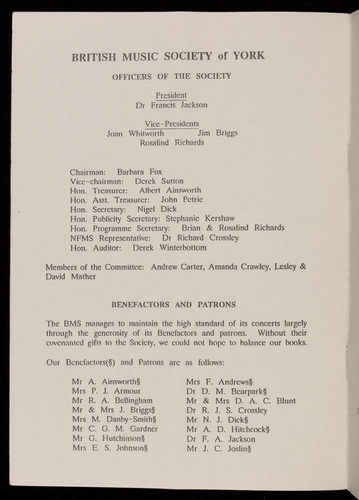 BRITISH MUSIC SOCIETY of YORK
OFFICERS OF THE SOCIETY
President
Dr Francis Jackson
Vice-Presidents
Joan Whitworth Jim Briggs
Rosalind Richards
Chairman: Barbara Fox
Vice-chairman: Derek Sutton
Hon. Treasurer: Albert Ainsworth
Hon. Asst. Treasurer: John Petrie
Hon. Secretary: Nigel Dick
Hon. Publicity Secretary: Stephanie Kershaw
Hon. Programme Secretary: Brian & Rosalind Richards
NFMS Representative: Dr Richard Crossley
Hon. Auditor: Derek Winterbottom
Members of the Committee: Andrew Carter, Amanda Crawley, Lesley &
David Mather
BENEFACTORS AND PATRONS
The BMS manages to maintain the high standard of its concerts largely
through the generosity of its Benefactors and patrons. Without their
covenanted gifts to the Society, we could not hope to balance our books.
Our Benefactors(§) and Patrons are as follows:
Mr A. Ainsworth§ Mrs F. Andrews§
Mrs P. J. Armour Dr D. M. Bearpark§
Mr R. A. Bellingham Mr & Mrs D. A. C. Blunt
Mr & Mrs J. Briggs§ Dr R. J. S. Crossley
Mrs M. Danby-Smith§ Mr N. J. Dick§
Mr C. G. M. Gardner Mr A. D. Hitchcock§
Mr G. Hutchinson§ Dr F. A. Jackson
Mrs E. S. Johnson§ Mr J. C. Joslin§